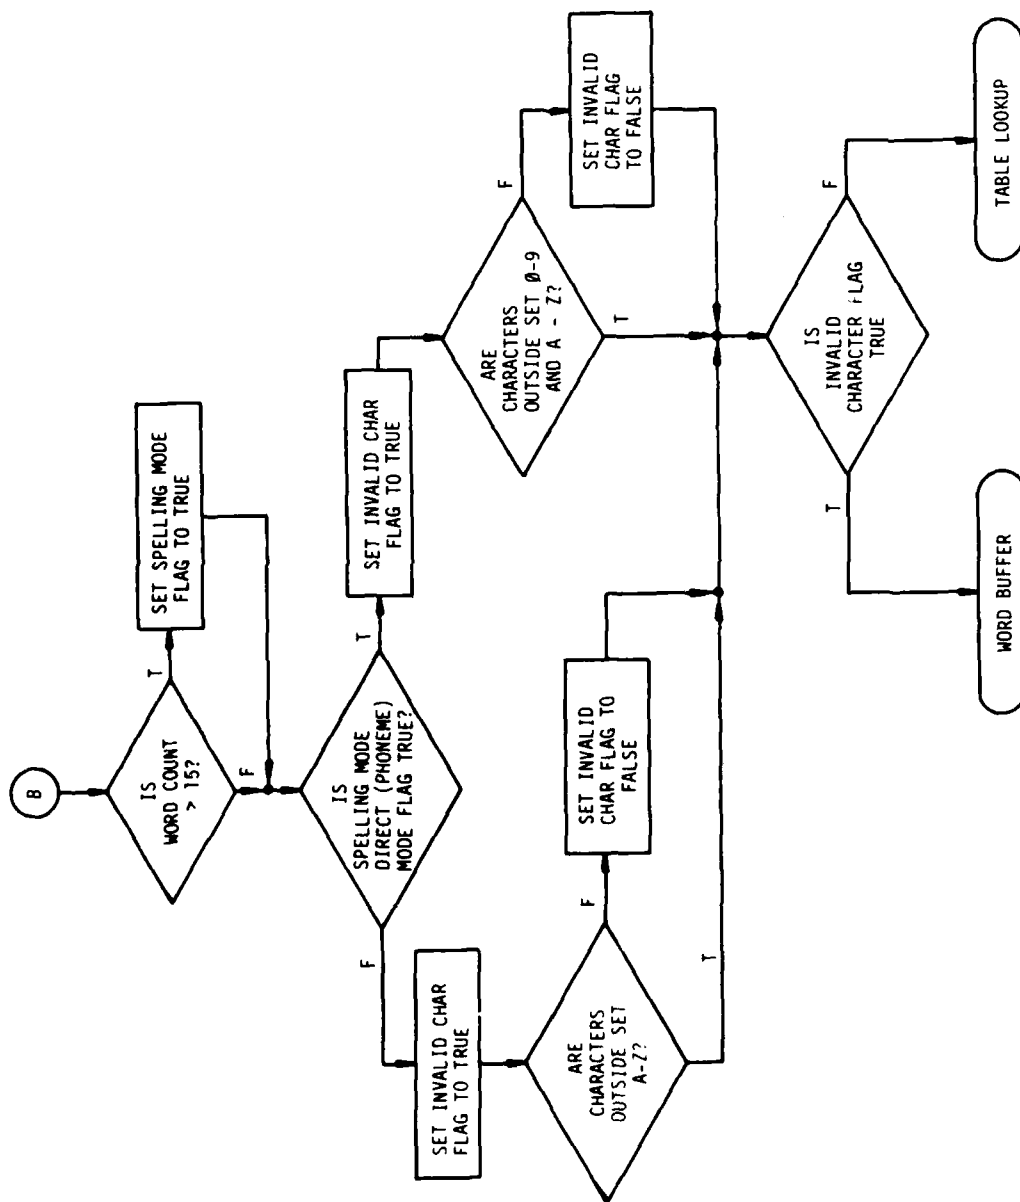 B
IS
WORD COUNT
> 15?
T
SET SPELLING MODE
FLAG TO TRUE
F
IS
SPELLING MODE
DIRECT (PHONEME)
MODE FLAG TRUE?
F
T
SET INVALID CHAR
FLAG TO TRUE
SET INVALID CHAR
FLAG TO TRUE
ARE
CHARACTERS
OUTSIDE SET
A-Z?
F
T
SET INVALID
CHAR FLAG TO
FALSE
ARE
CHARACTERS
OUTSIDE SET Ø-9
AND A - Z?
F
T
SET INVALID
CHAR FLAG
TO FALSE
IS
INVALID
CHARACTER FLAG
TRUE
T
F
WORD BUFFER
TABLE LOOKUP